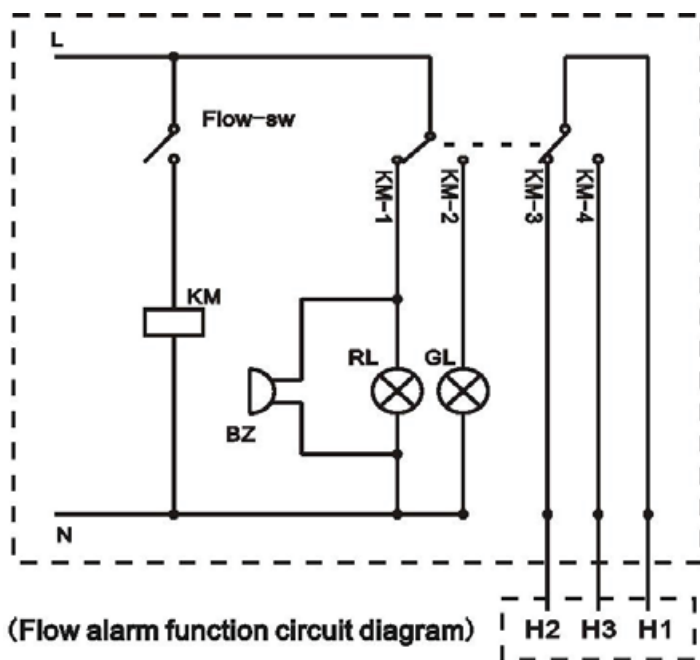 L
Flow-sw
KM-1
KM-2
KM-3
KM-4
KM
RL
GL
BZ
N
(Flow alarm function circuit diagram)
H2 H3 H1